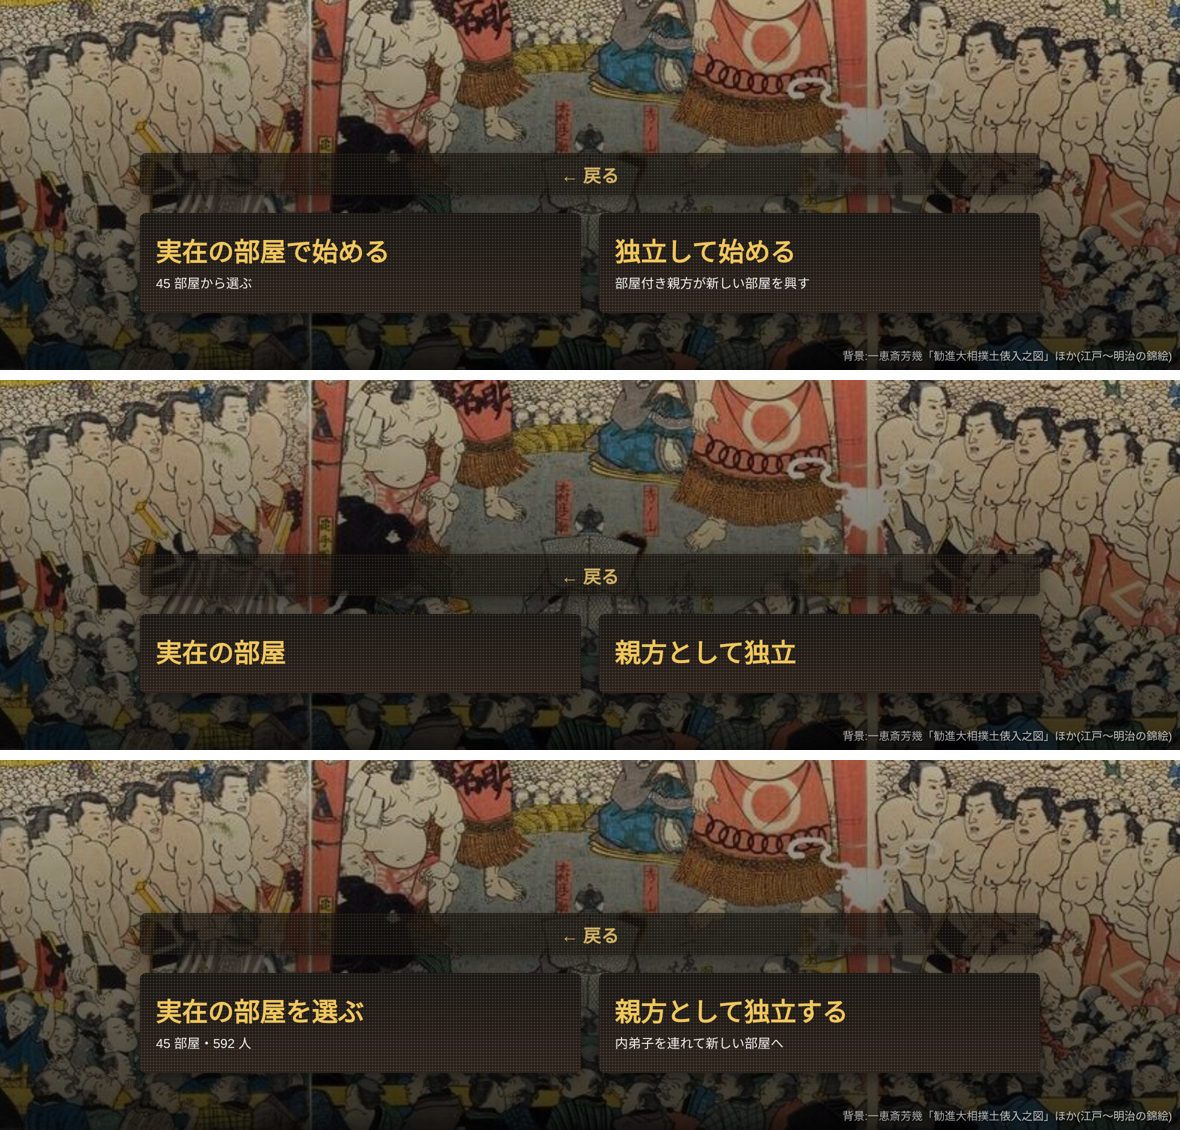 ← 戻る
実在の部屋で始める
45 部屋から選ぶ
独立して始める
部屋付き親方が新しい部屋を興す
背景:一恵斎芳幾「勧進大相撲土俵入之図」ほか(江戸〜明治の錦絵)
← 戻る
実在の部屋
親方として独立
背景:一恵斎芳幾「勧進大相撲土俵入之図」ほか(江戸〜明治の錦絵)
← 戻る
実在の部屋を選ぶ
45 部屋・592 人
親方として独立する
内弟子を連れて新しい部屋へ
背景:一恵斎芳幾「勧進大相撲土俵入之図」ほか(江戸〜明治の錦絵)